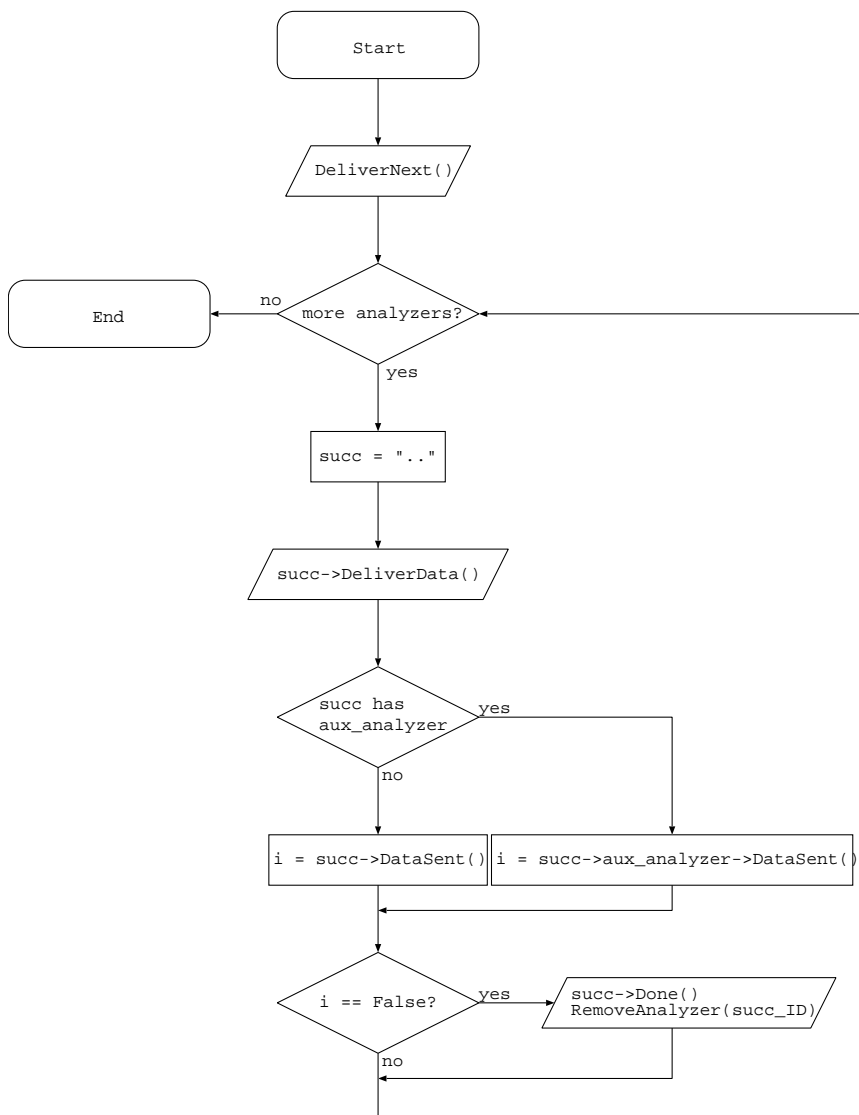 Start
DeliverNext()
no
End
more analyzers?
yes
succ = ".."
succ->DeliverData()
succ has
aux_analyzer
yes
no
i = succ->DataSent()
i = succ->aux_analyzer->DataSent()
i == False?
yes
succ->Done()
RemoveAnalyzer(succ_ID)
no